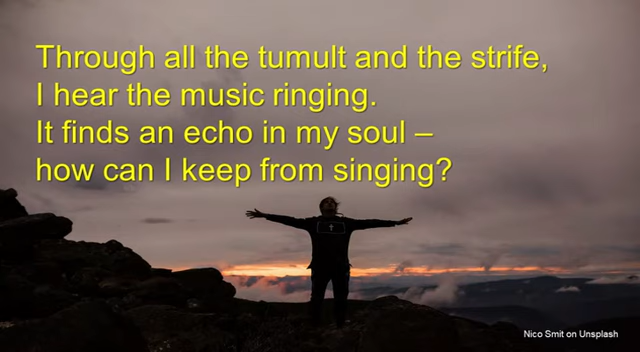 Through all the tumult and the strife,
I hear the music ringing.
It finds an echo in my soul –
how can I keep from singing?
Nico Smit on Unsplash